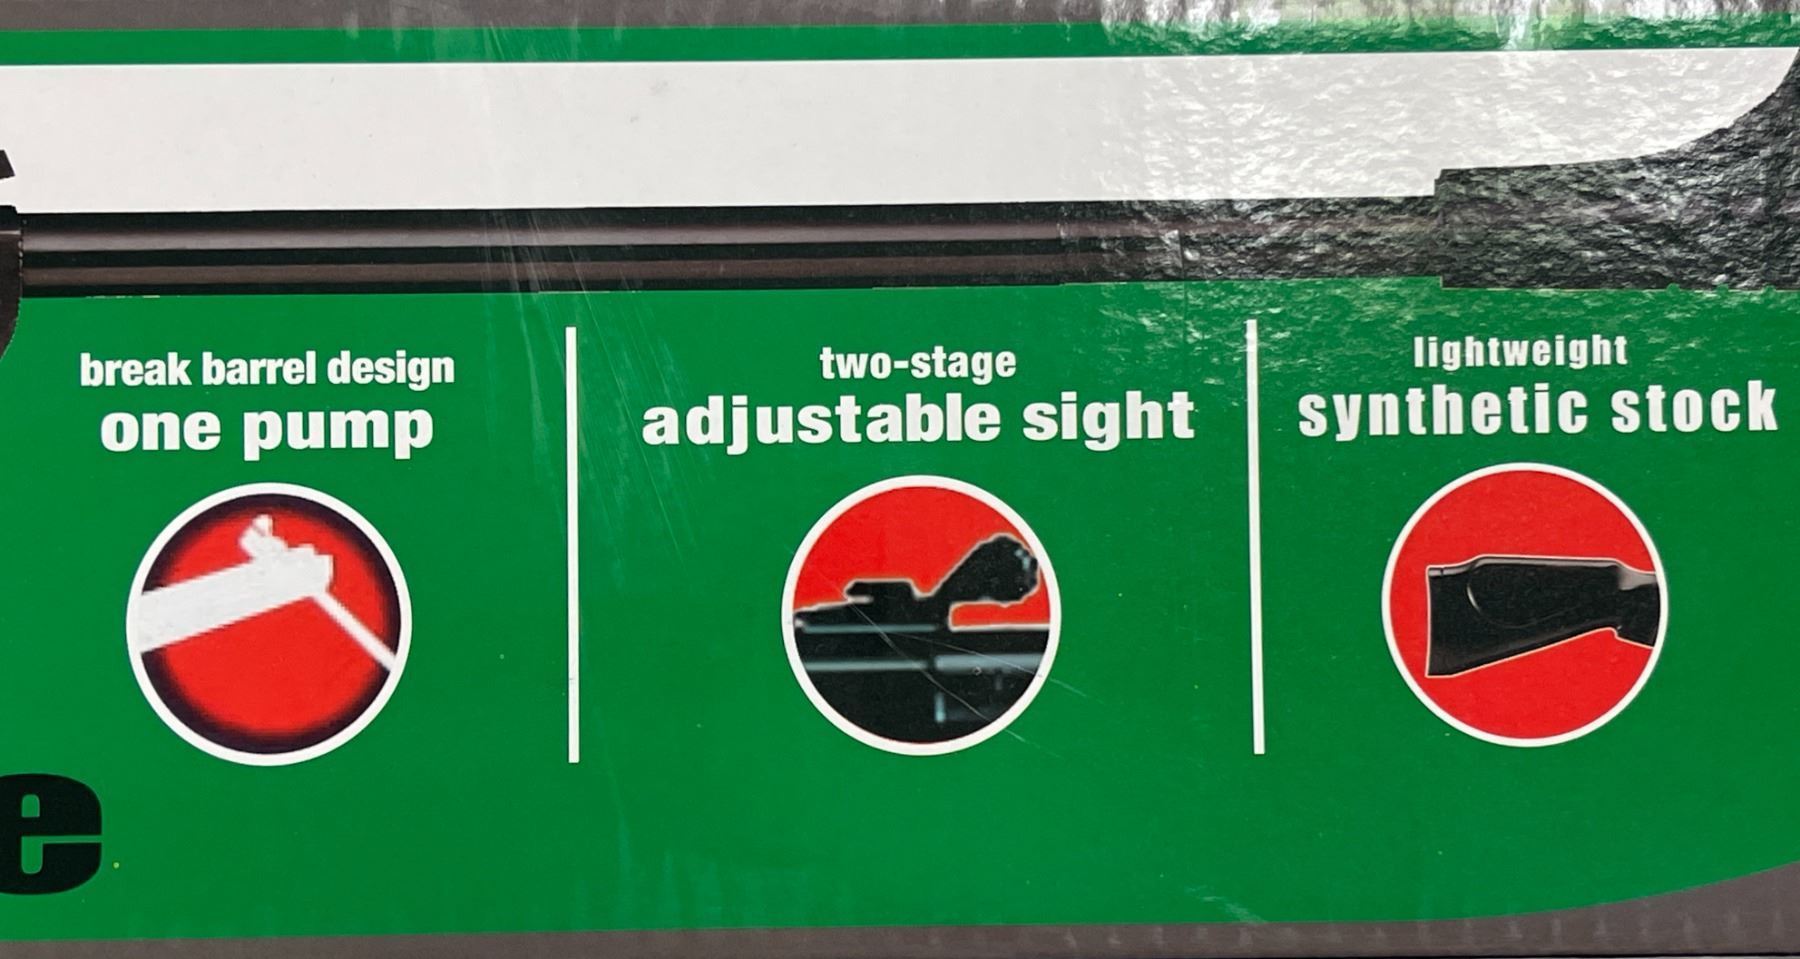 break barrel design
one pump
two-stage
adjustable sight
lightweight
synthetic stock
e